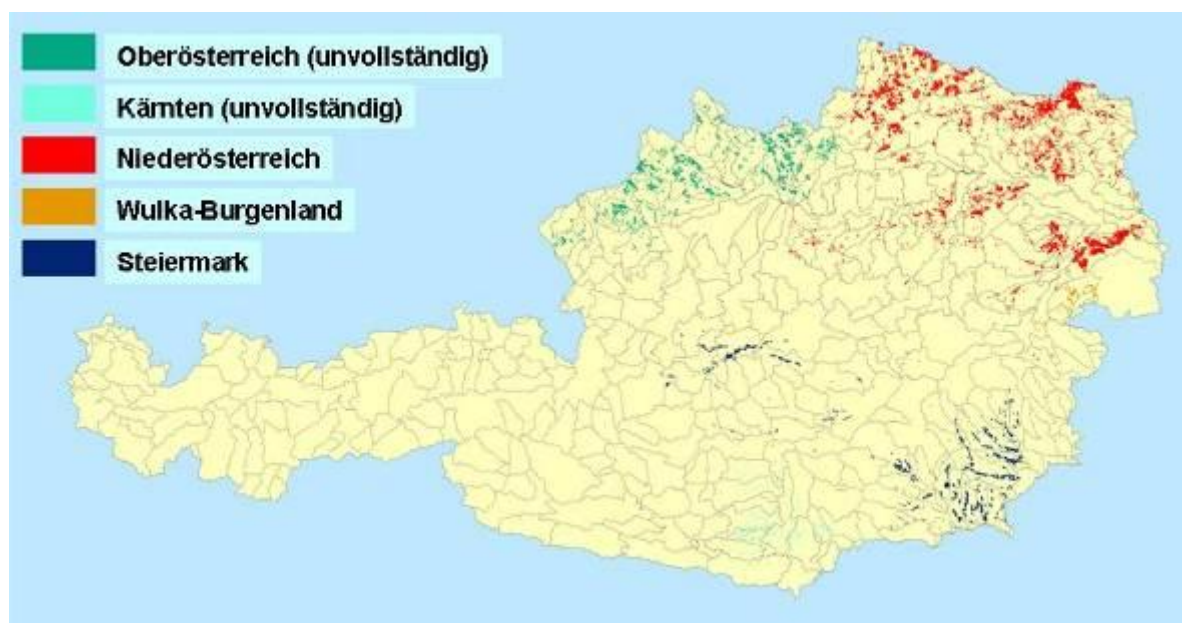 Oberösterreich (unvollständig)
Kärnten (unvollständig)
Niederösterreich
Wulka-Burgenland
Steiermark